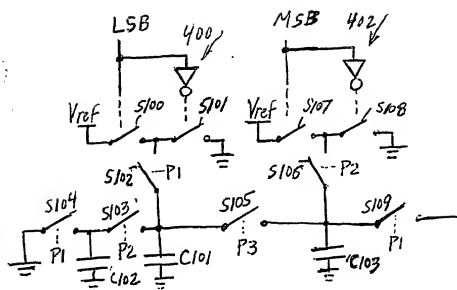 LSB
400
MSB
402
Vref
S100
S101
Vref
S107
S108
S102
P1
S106
P2
S104
S103
S105
S109
P1
P2
C102
C101
P3
C103
P1